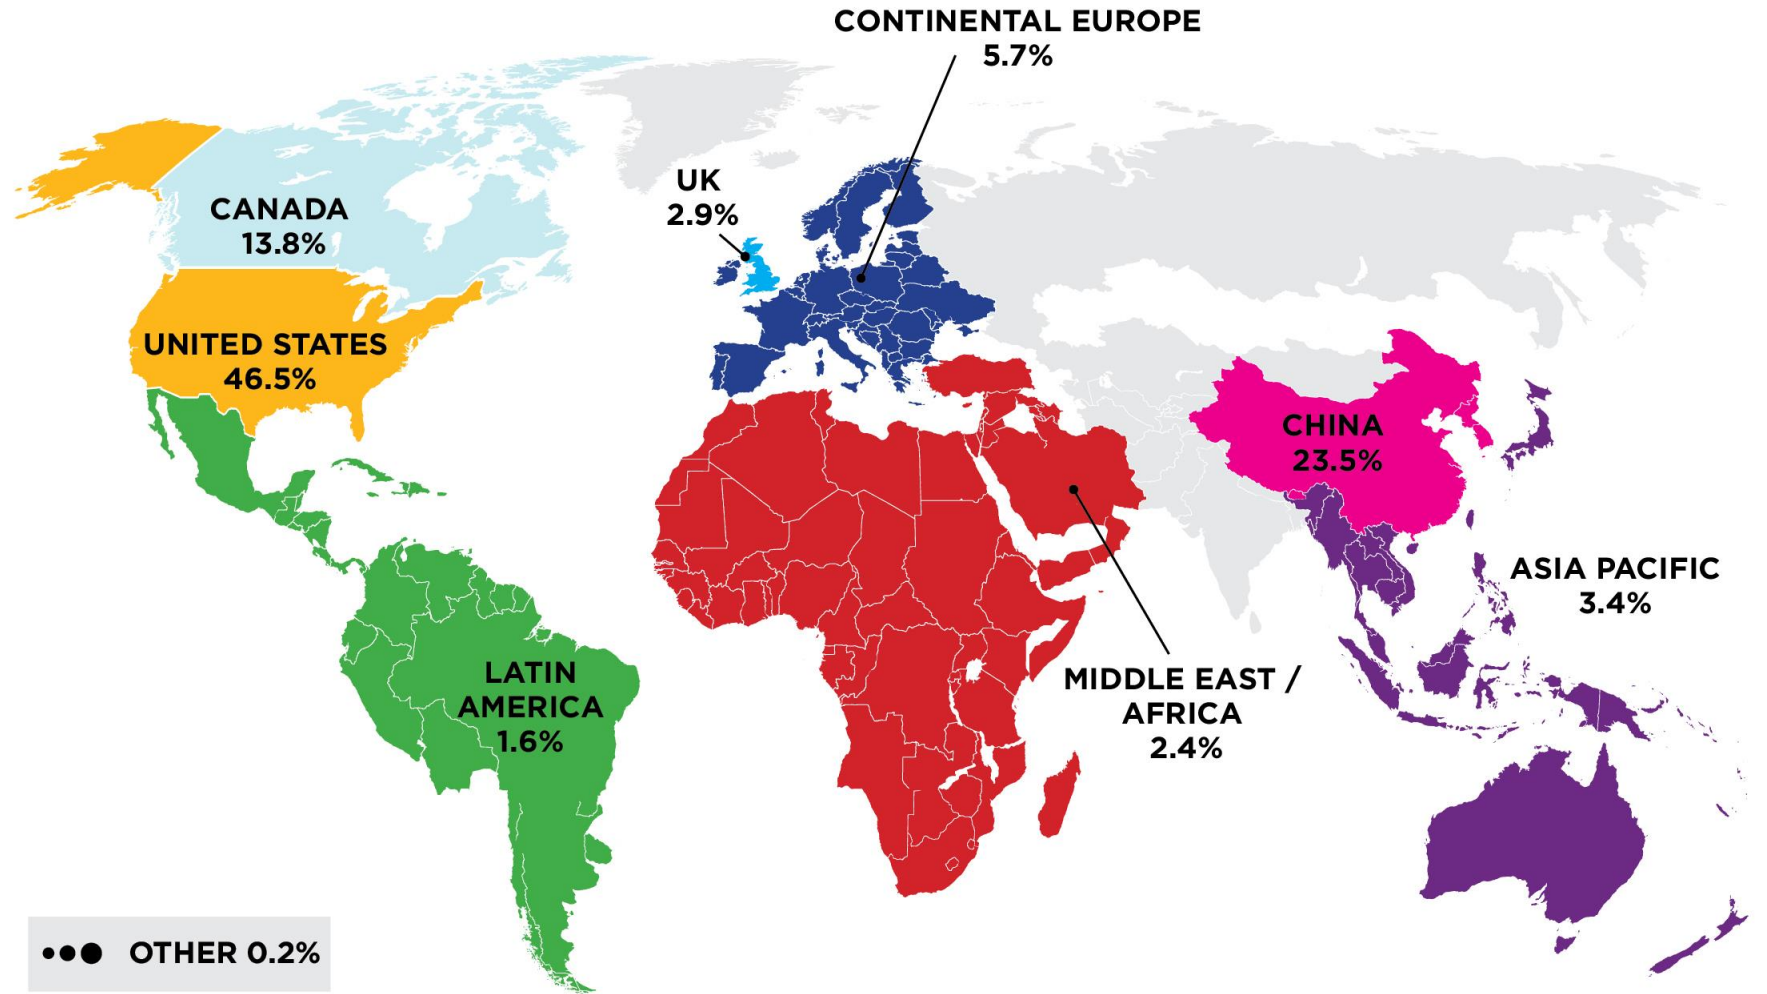 CONTINENTAL EUROPE
5.7%
UK
2.9%
CANADA
13.8%
UNITED STATES
46.5%
CHINA
23.5%
ASIA PACIFIC
3.4%
LATIN
AMERICA
1.6%
MIDDLE EAST /
AFRICA
2.4%
OTHER 0.2%